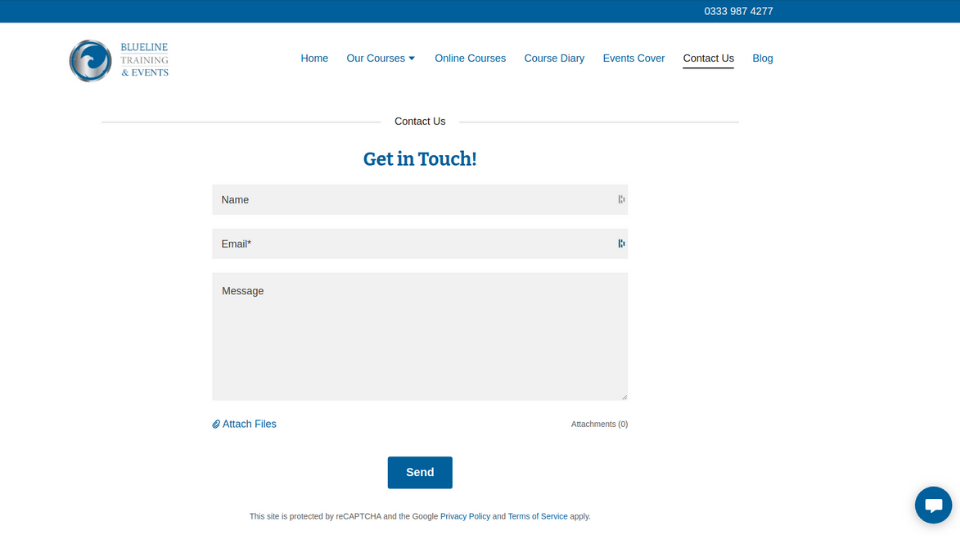 0333 987 4277
BLUELINE
TRAINING
& EVENTS
Home Our Courses Online Courses Course Diary Events Cover Contact Us Blog
Contact Us
Get in Touch!
Name
Email*
Message
Attach Files Attachments (0)
Send
This site is protected by reCAPTCHA and the Google Privacy Policy and Terms of Service apply.